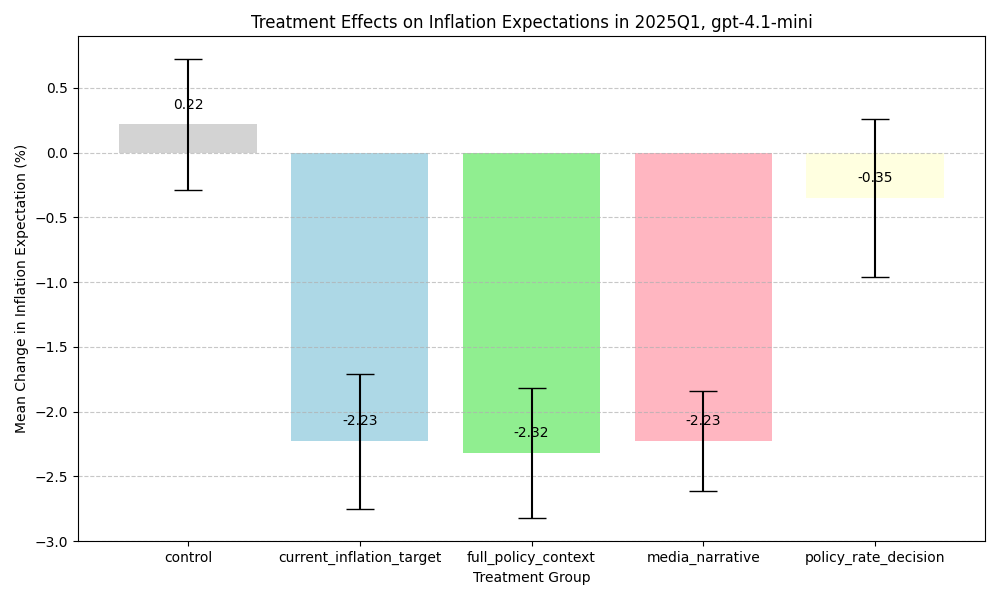 Treatment Effects on Inflation Expectations in 2025Q1, gpt-4.1-mini
Mean Change in Inflation Expectation (%)
0.5
0.0
−0.5
−1.0
−1.5
−2.0
−2.5
−3.0
0.22
-2.23
-2.32
-2.23
-0.35
control
current_inflation_target
full_policy_context
media_narrative
policy_rate_decision
Treatment Group